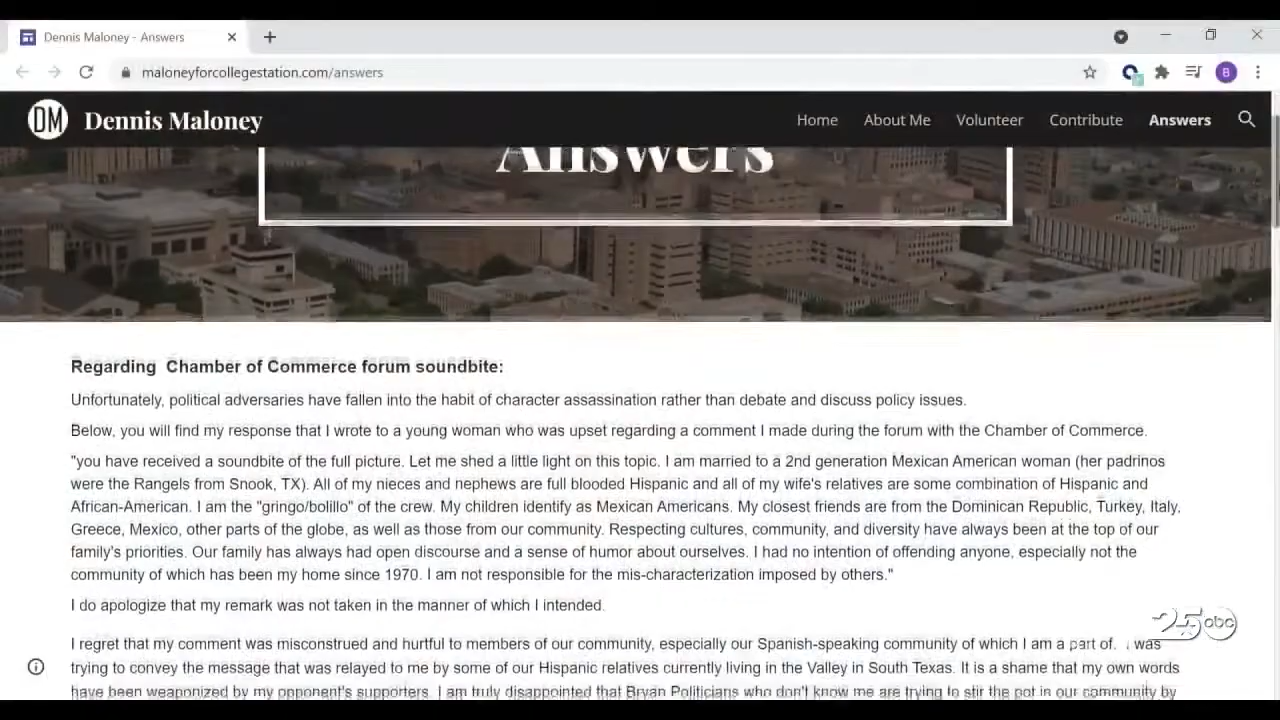 Dennis Maloney - Answers
maloneyforcollegestation.com/answers
B
DM Dennis Maloney
Home About Me Volunteer Contribute Answers
Answers
Regarding Chamber of Commerce forum soundbite:
Unfortunately, political adversaries have fallen into the habit of character assassination rather than debate and discuss policy issues.
Below, you will find my response that I wrote to a young woman who was upset regarding a comment I made during the forum with the Chamber of Commerce.
"you have received a soundbite of the full picture. Let me shed a little light on this topic. I am married to a 2nd generation Mexican American woman (her padrinos
were the Rangels from Snook, TX). All of my nieces and nephews are full blooded Hispanic and all of my wife's relatives are some combination of Hispanic and
African-American. I am the "gringo/bolillo" of the crew. My children identify as Mexican Americans. My closest friends are from the Dominican Republic, Turkey, Italy,
Greece, Mexico, other parts of the globe, as well as those from our community. Respecting cultures, community, and diversity have always been at the top of our
family's priorities. Our family has always had open discourse and a sense of humor about ourselves. I had no intention of offending anyone, especially not the
community of which has been my home since 1970. I am not responsible for the mis-characterization imposed by others."
I do apologize that my remark was not taken in the manner of which I intended.
I regret that my comment was misconstrued and hurtful to members of our community, especially our Spanish-speaking community of which I am a part of. I was
trying to convey the message that was relayed to me by some of our Hispanic relatives currently living in the Valley in South Texas. It is a shame that my own words
have been weaponized by my opponent's supporters. I am truly disappointed that Bryan Politicians who don't know me are trying to stir the pot in our community by
25 abc